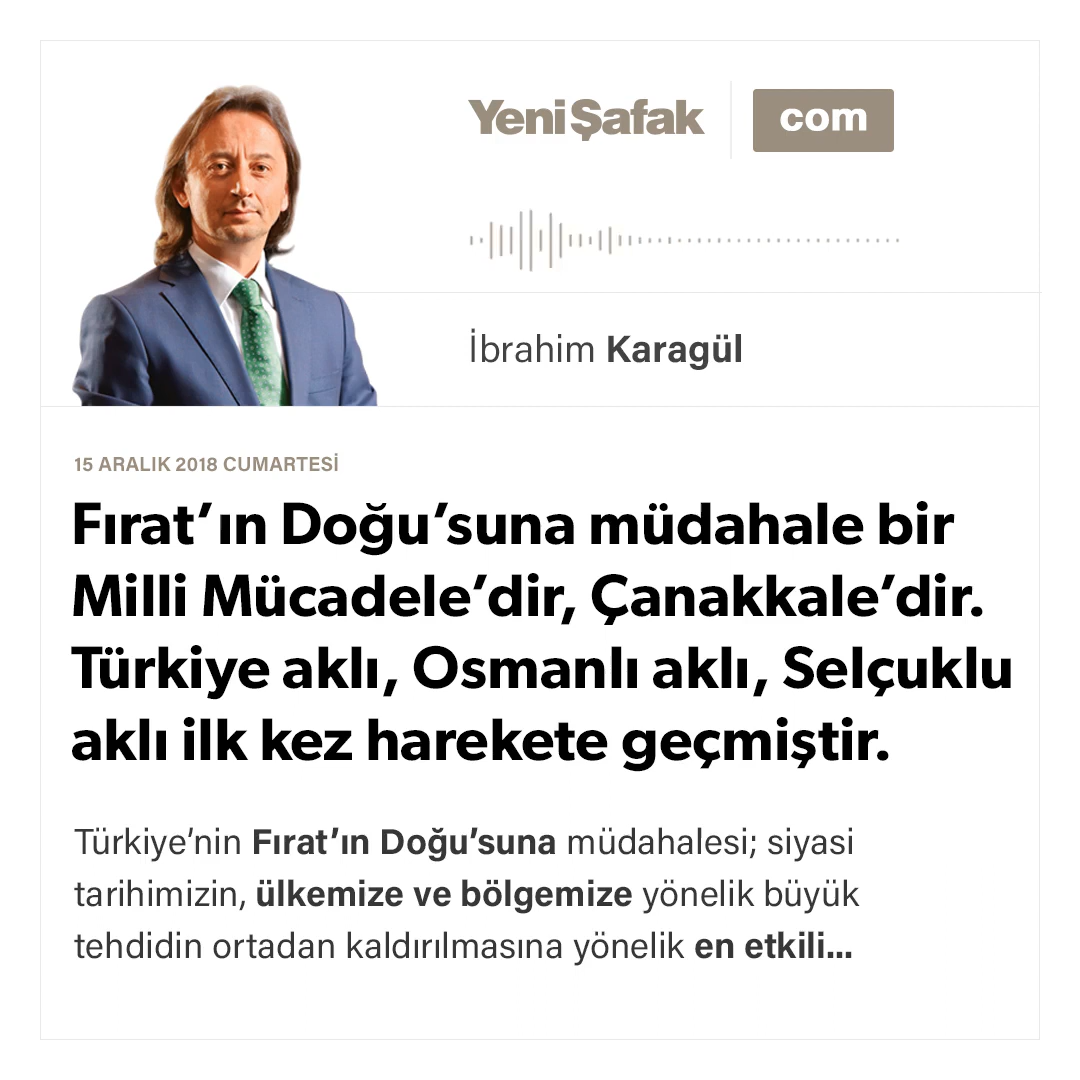 YeniŞafak com
İbrahim Karagül
15 ARALIK 2018 CUMARTESİ
Fırat’ın Doğu’suna müdahale bir
Milli Mücadele’dir, Çanakkale’dir.
Türkiye aklı, Osmanlı aklı, Selçuklu
aklı ilk kez harekete geçmiştir.
Türkiye’nin Fırat’ın Doğu’suna müdahalesi; siyasi
tarihimizin, ülkemize ve bölgemize yönelik büyük
tehdidin ortadan kaldırılmasına yönelik en etkili...